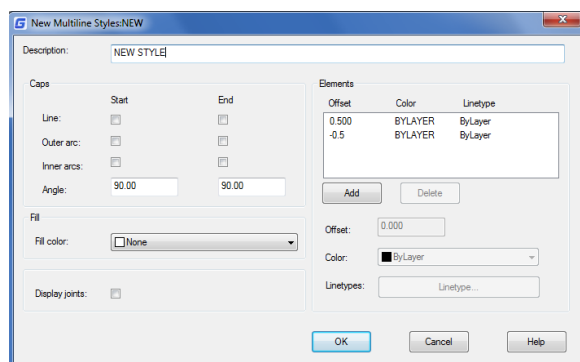 New Multiline Styles:NEW
Description: NEW STYLE
Caps
Start End
Line:
Outer arc:
Inner arcs:
Angle: 90.00 90.00
Fill
Fill color: None
Display joints:
Elements
Offset Color Linetype
0.500 BYLAYER ByLayer
-0.5 BYLAYER ByLayer
Add Delete
Offset: 0.000
Color: ByLayer
Linetypes: Linetype...
OK Cancel Help